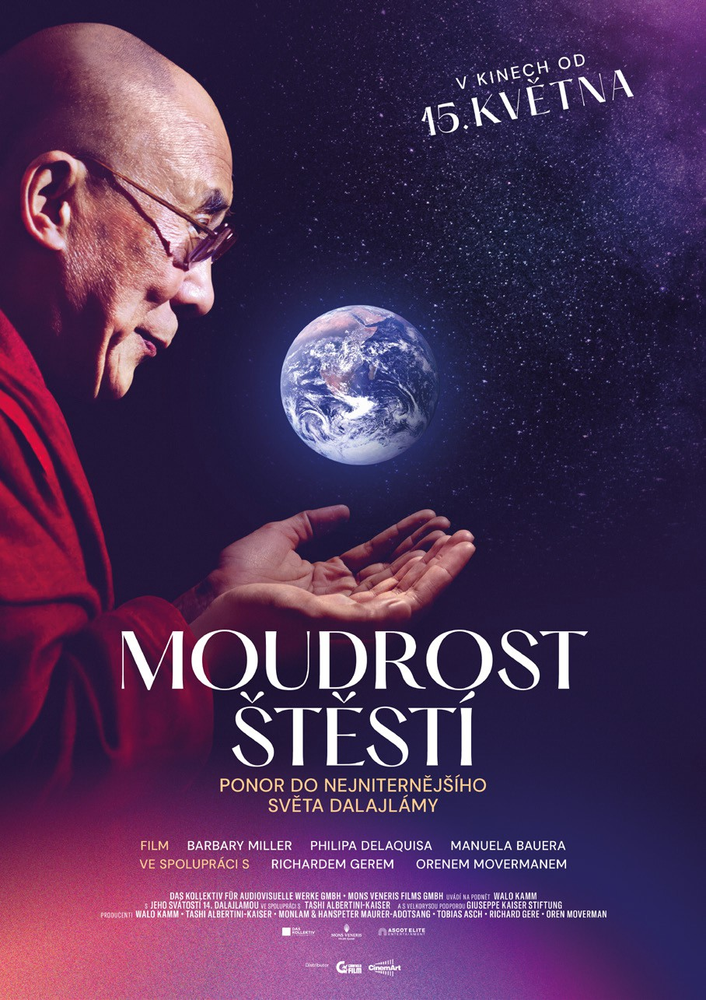 V KINECH OD
15. KVĚTNA
MOUDROST
ŠTĚSTÍ
PONOR DO NEJNITERNĚJŠÍHO
SVĚTA DALAJLÁMY
FILM BARBARY MILLER PHILIPA DELAQUISA MANUELA BAUERA
VE SPOLUPRÁCI S RICHARDEM GEREM ORENEM MOVERMANEM
DAS KOLLEKTIV FÜR AUDIOVISUELLE WERKE GMBH • MONS VENERIS FILMS GMBH UVÁDÍ NA PODNĚT WALO KAMM
S JEHO SVÁTOSTÍ 14. DALAJLAMOU VE SPOLUPRÁCI S TASHI ALBERTINI-KAISER A S VELKORYSOU PODPOROU GIUSEPPE KAISER STIFTUNG
PRODUCENTI WALO KAMM • TASHI ALBERTINI-KAISER • MONLAM & HANSPETER MAURER-ADOTSANG • TOBIAS ASCH • RICHARD GERE • OREN MOVERMAN
DAS KOLLEKTIV MONS VENERIS ASCOT ELITE ENTERTAINMENT
Distributor FILM CinemArt